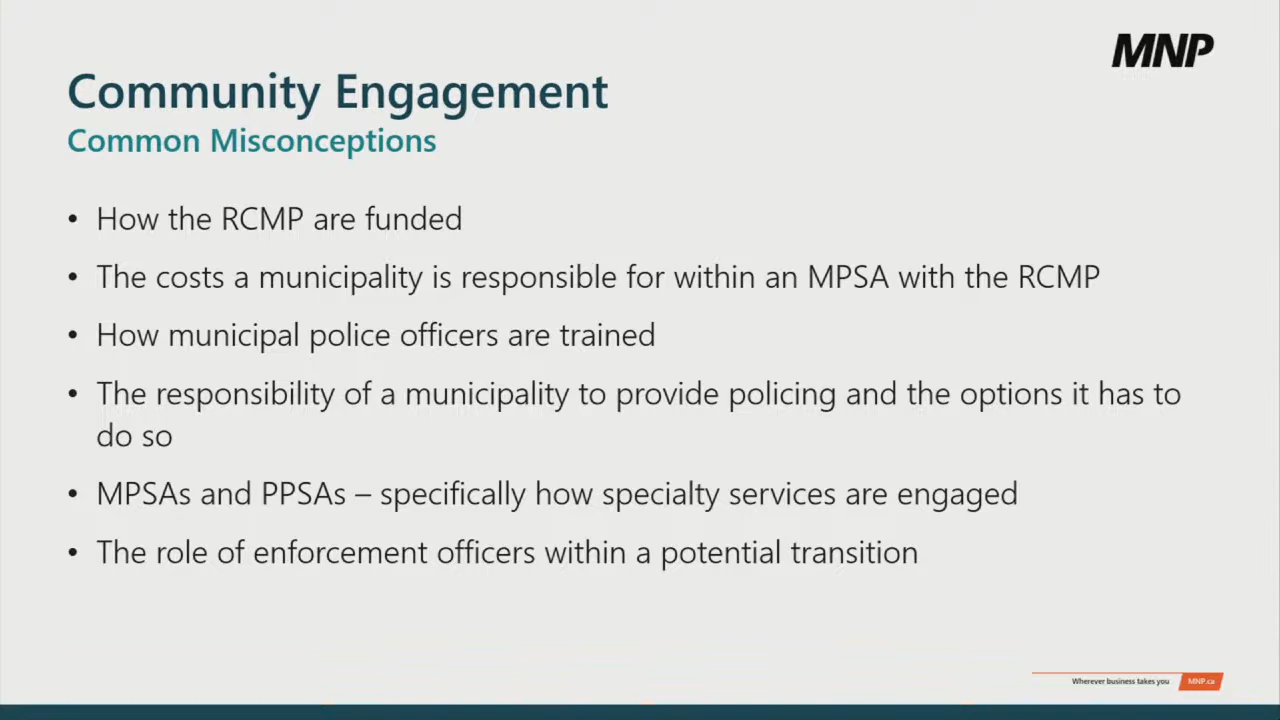 MNP
Community Engagement
Common Misconceptions
• How the RCMP are funded
• The costs a municipality is responsible for within an MPSA with the RCMP
• How municipal police officers are trained
• The responsibility of a municipality to provide policing and the options it has to
do so
• MPSAs and PPSAs – specifically how specialty services are engaged
• The role of enforcement officers within a potential transition
Wherever business takes you MNP.ca